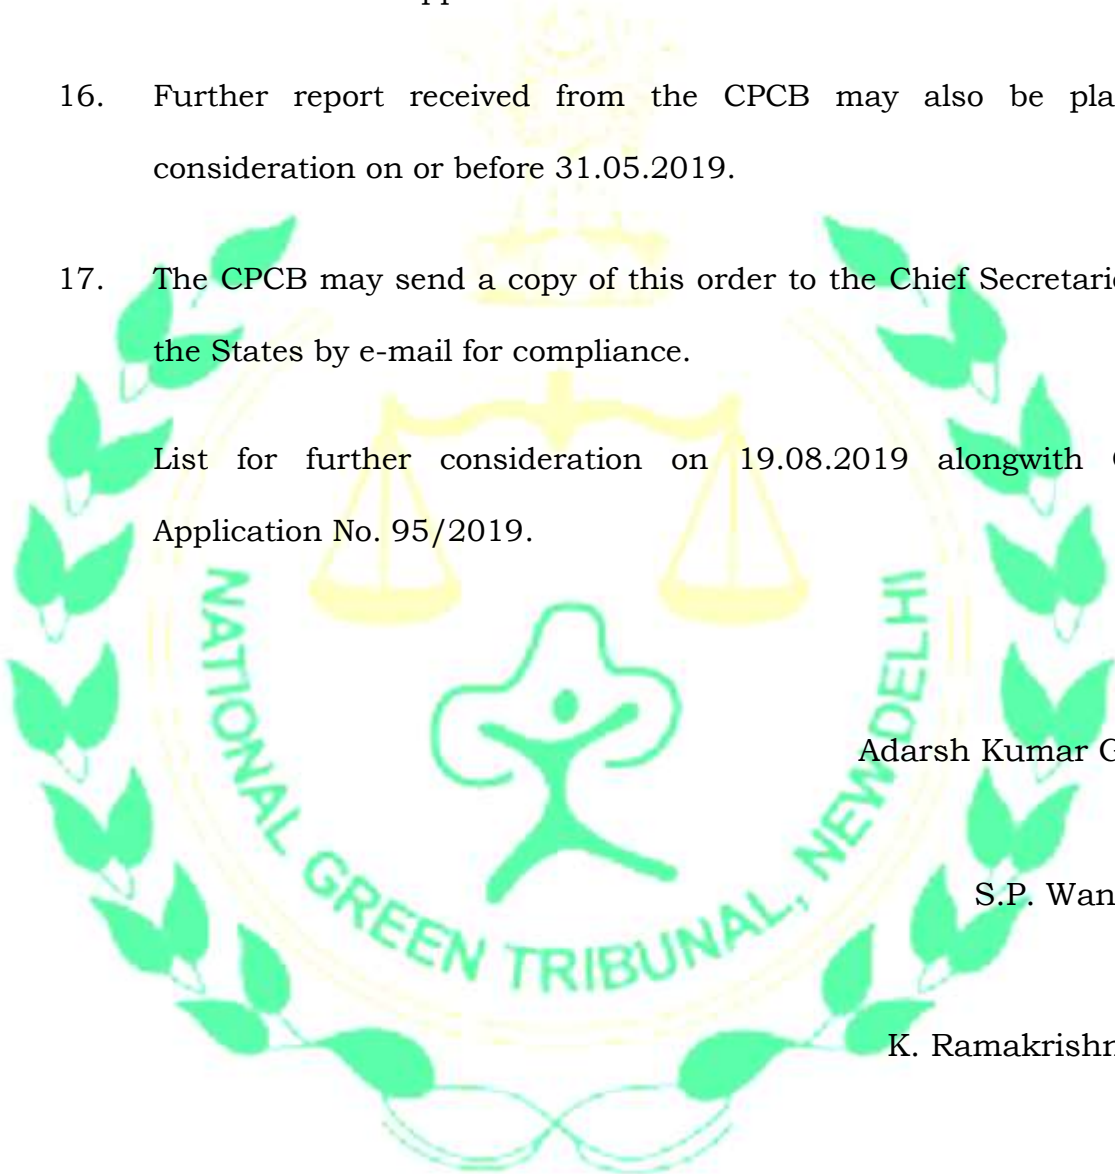 16. Further report received from the CPCB may also be pla
consideration on or before 31.05.2019.
17. The CPCB may send a copy of this order to the Chief Secretari
the States by e-mail for compliance.
List for further consideration on 19.08.2019 alongwith
Application No. 95/2019.
Adarsh Kumar G
S.P. Wan
K. Ramakrishn
NATIONAL GREEN TRIBUNAL, NEW DELHI